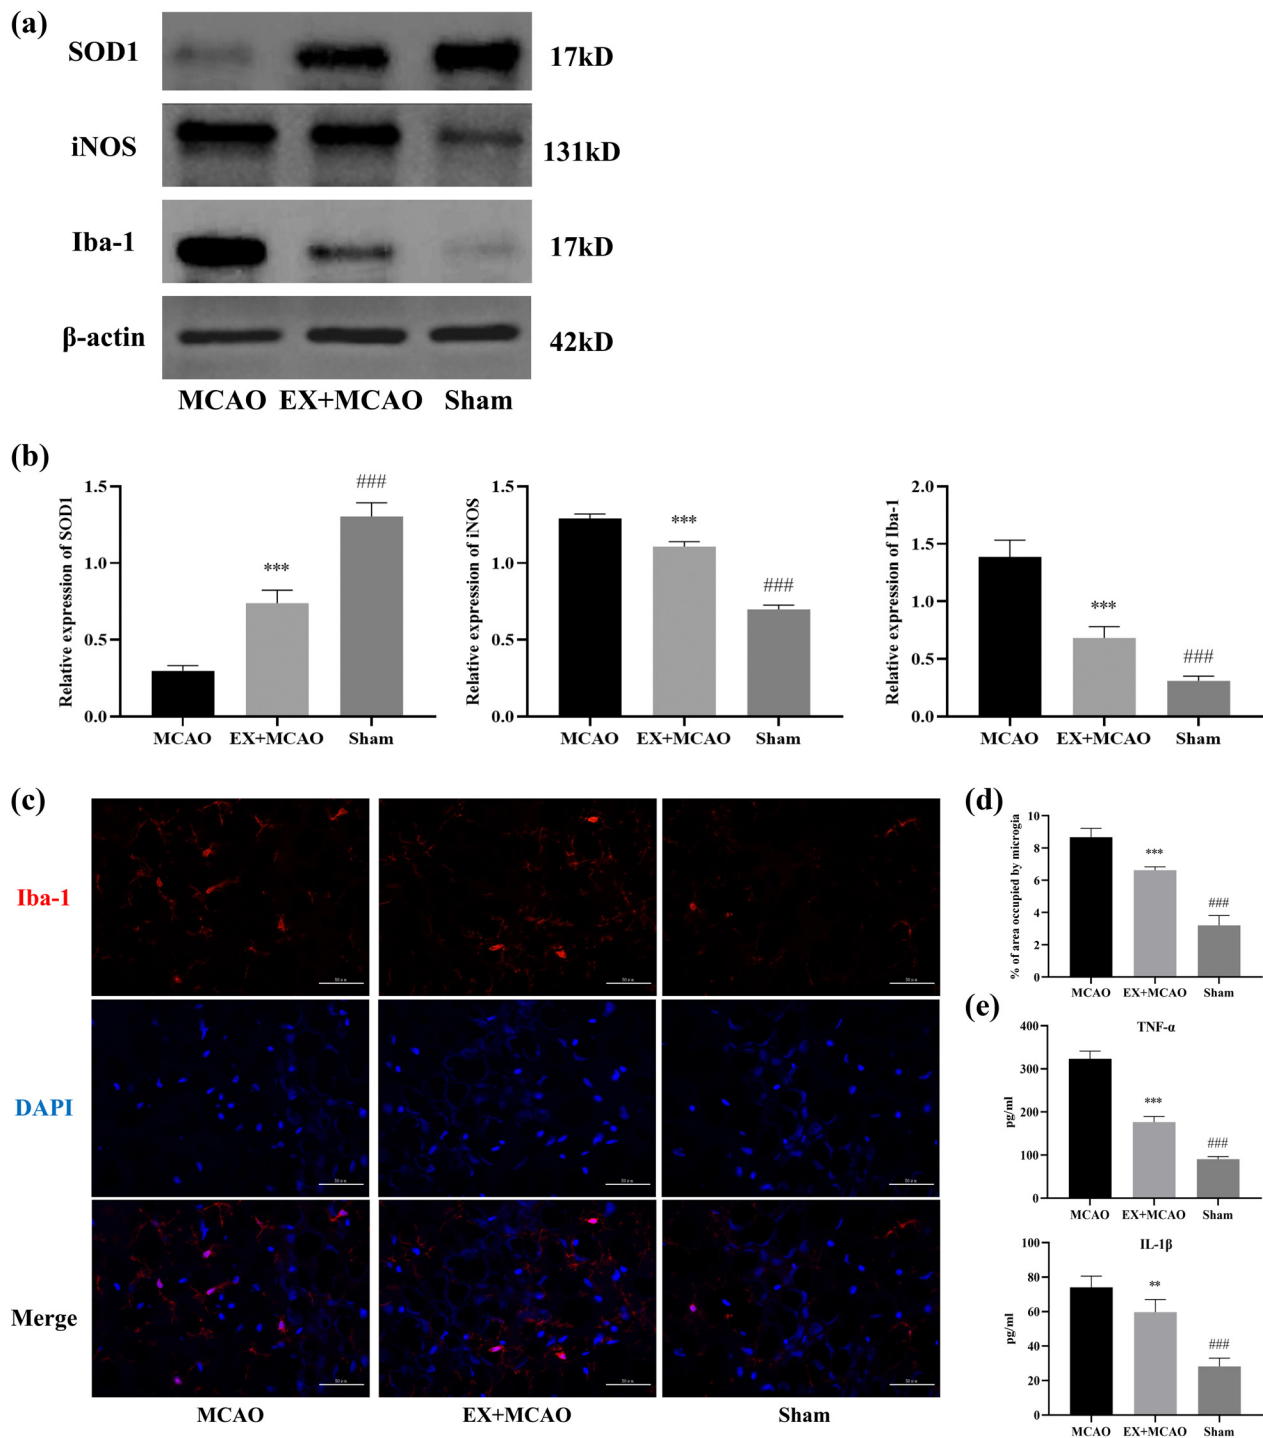 (a)
SOD1
17kD
iNOS
131kD
Iba-1
17kD
β-actin
42kD
MCAO EX+MCAO Sham
(b)
Relative expression of SOD1
1.5
1.0
0.5
0.0
***
###
MCAO EX+MCAO Sham
Relative expression of iNOS
1.5
1.0
0.5
0.0
***
###
MCAO EX+MCAO Sham
Relative expression of Iba-1
2.0
1.5
1.0
0.5
0.0
***
###
MCAO EX+MCAO Sham
(c)
Iba-1
DAPI
Merge
MCAO EX+MCAO Sham
(d)
% of area occupied by microgia
10
8
6
4
2
0
***
###
MCAO EX+MCAO Sham
(e)
TNF-α
pg/ml
400
300
200
100
0
***
###
MCAO EX+MCAO Sham
IL-1β
pg/ml
100
80
60
40
20
0
**
###
MCAO EX+MCAO Sham